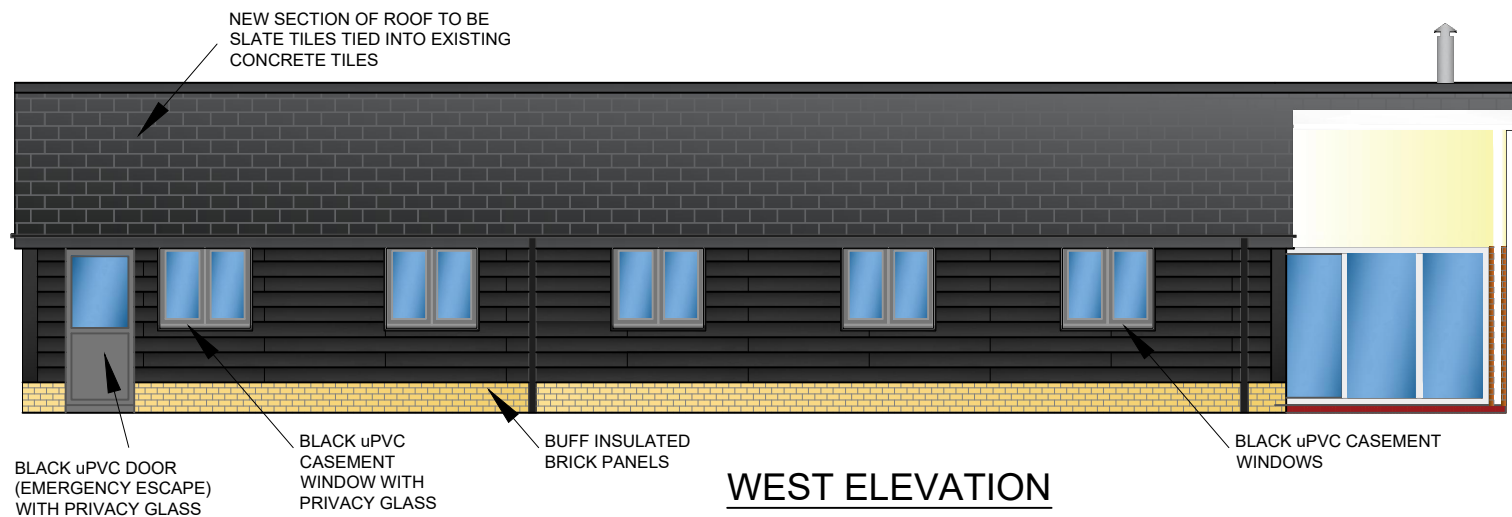 NEW SECTION OF ROOF TO BE
SLATE TILES TIED INTO EXISTING
CONCRETE TILES
BLACK uPVC DOOR
(EMERGENCY ESCAPE)
WITH PRIVACY GLASS
BLACK uPVC
CASEMENT
WINDOW WITH
PRIVACY GLASS
BUFF INSULATED
BRICK PANELS
BLACK uPVC CASEMENT
WINDOWS
WEST ELEVATION